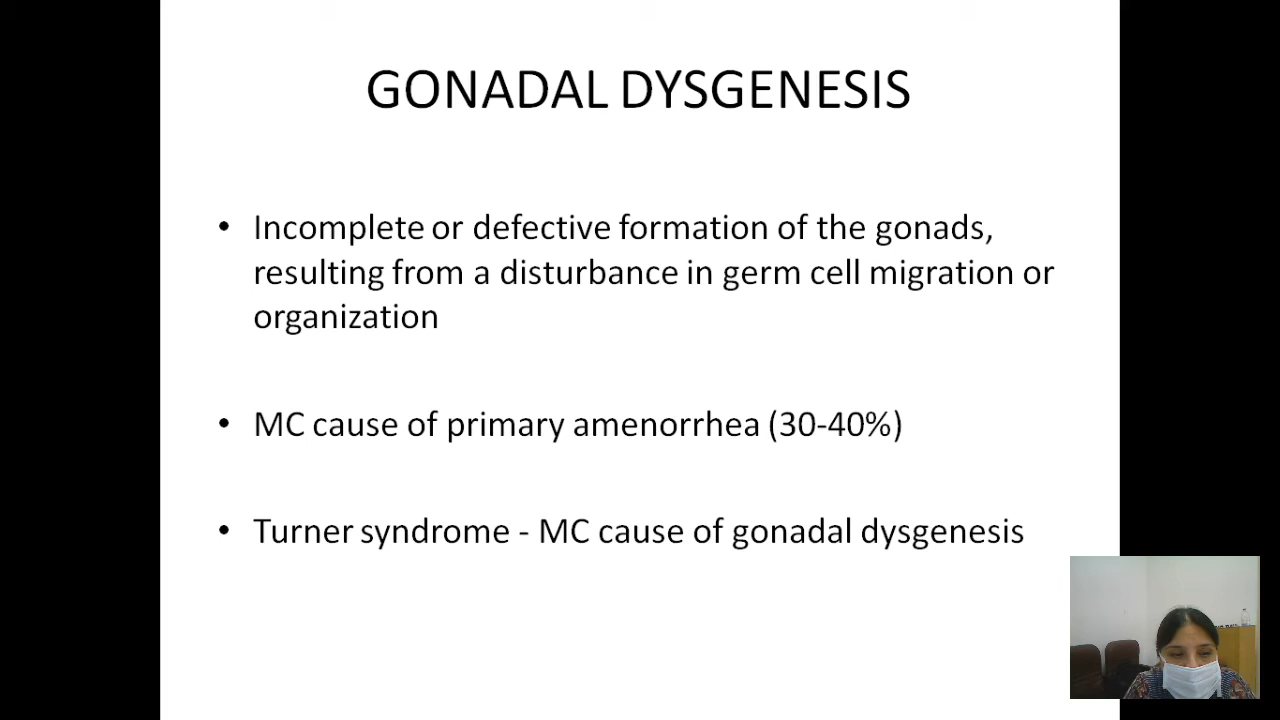 GONADAL DYSGENESIS
• Incomplete or defective formation of the gonads,
resulting from a disturbance in germ cell migration or
organization
• MC cause of primary amenorrhea (30-40%)
• Turner syndrome - MC cause of gonadal dysgenesis